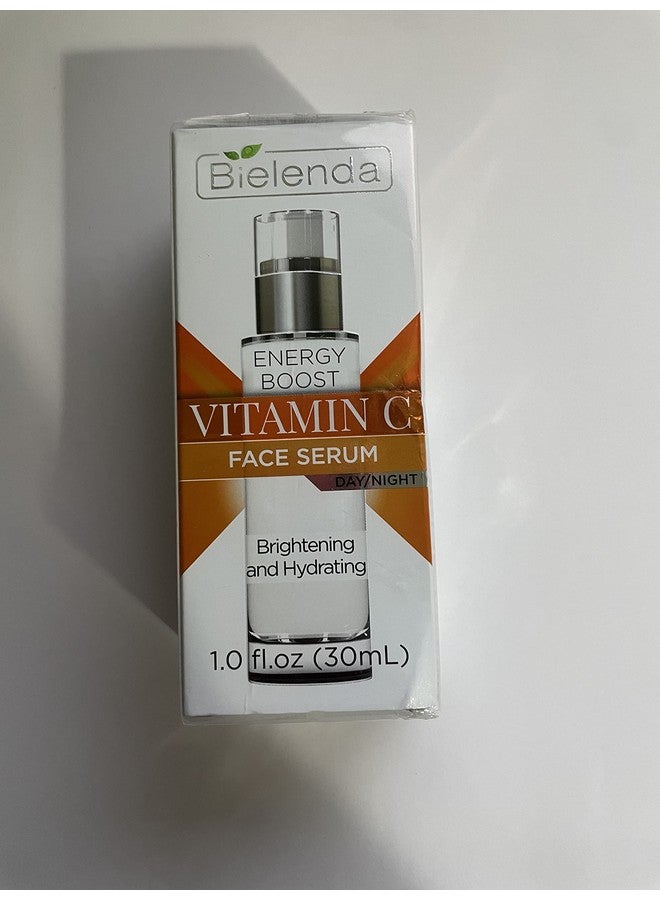 Bielenda
ENERGY
BOOST
VITAMIN C
FACE SERUM
DAY/NIGHT
Brightening
and Hydrating
1.0 fl.oz (30mL)